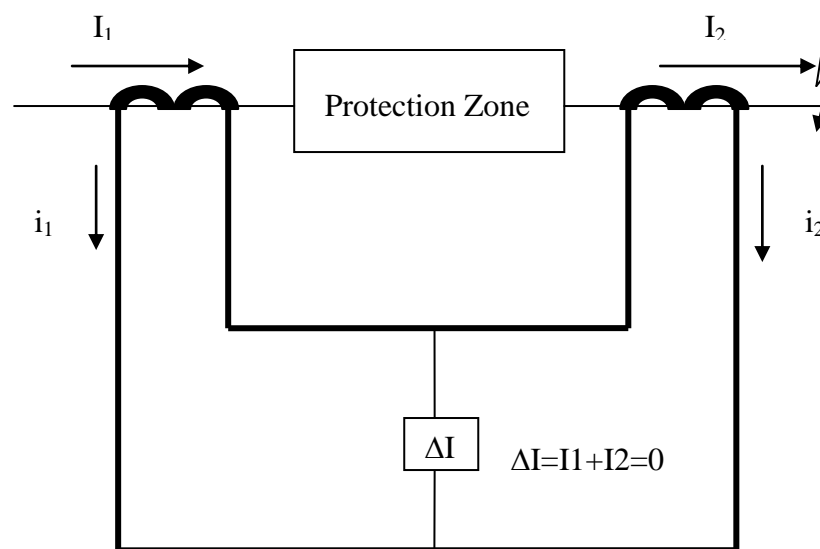 I₁
I₂
Protection Zone
i₁
i₂
ΔI
ΔI=I1+I2=0